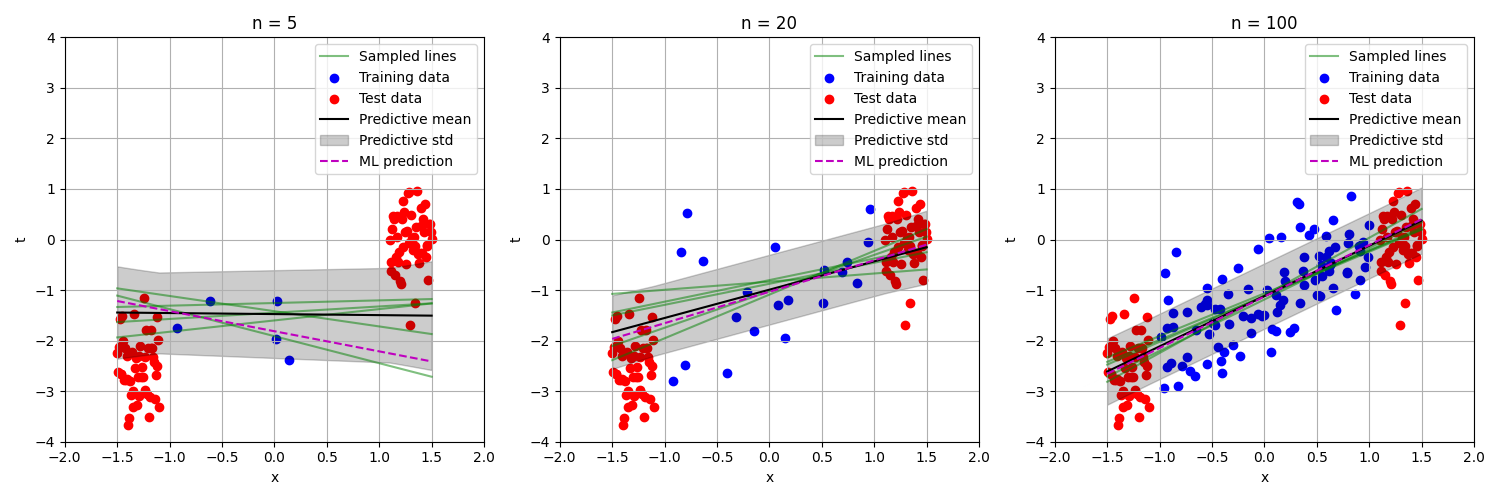 n = 5
Sampled lines
Training data
Test data
Predictive mean
Predictive std
ML prediction
4
3
2
1
0
−1
−2
−3
−4
t
−2.0 −1.5 −1.0 −0.5 0.0 0.5 1.0 1.5 2.0
x
n = 20
Sampled lines
Training data
Test data
Predictive mean
Predictive std
ML prediction
4
3
2
1
0
−1
−2
−3
−4
t
−2.0 −1.5 −1.0 −0.5 0.0 0.5 1.0 1.5 2.0
x
n = 100
Sampled lines
Training data
Test data
Predictive mean
Predictive std
ML prediction
4
3
2
1
0
−1
−2
−3
−4
t
−2.0 −1.5 −1.0 −0.5 0.0 0.5 1.0 1.5 2.0
x